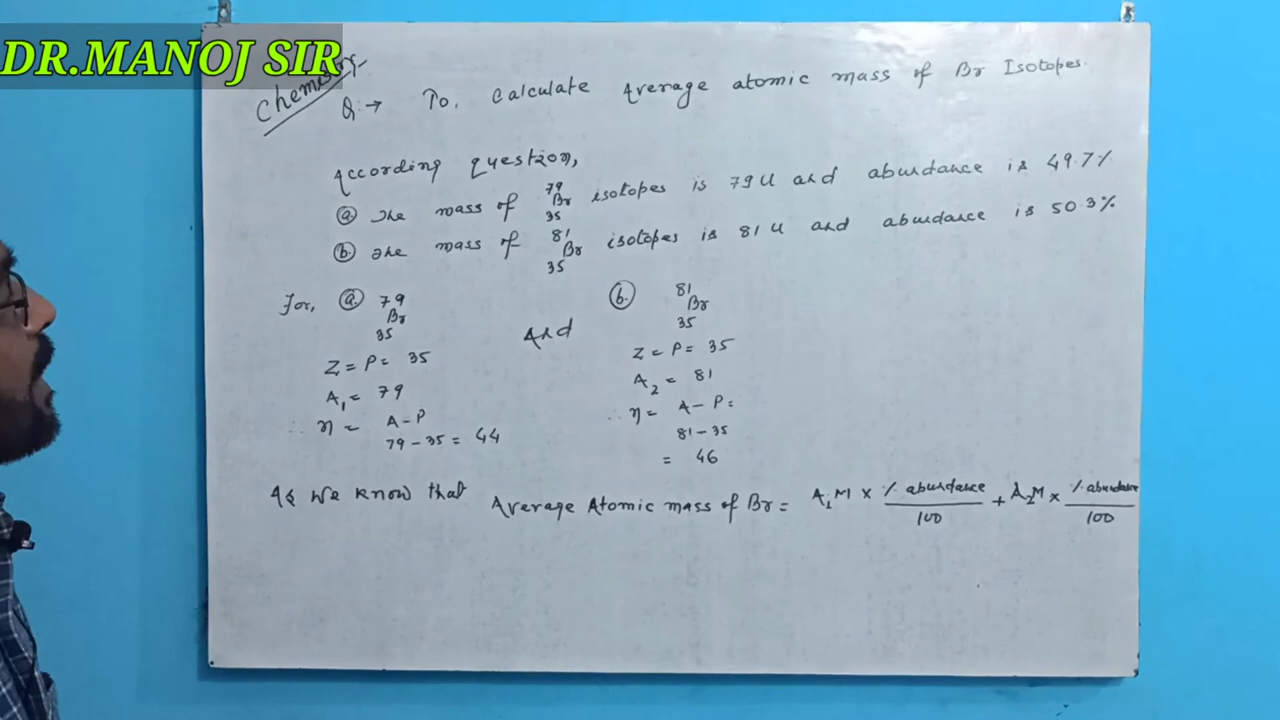 DR.MANOJ SIR
Chemistry
Q:→ To, Calculate Average atomic mass of Br Isotopes.
According question,
(a) The mass of 79 35 Br isotopes is 79 U and abundance is 49.7%
(b) The mass of 81 35 Br isotopes is 81 U and abundance is 50.3%
For, (a) 79 35 Br And (b) 81 35 Br
Z = P = 35
A₁ = 79
∴ η = A - P
79 - 35 = 44
Z = P = 35
A₂ = 81
∴ η = A - P =
81 - 35
= 46
As We know that Average Atomic mass of Br = A₁M × % abundance / 100 + A₂M × % abundance / 100